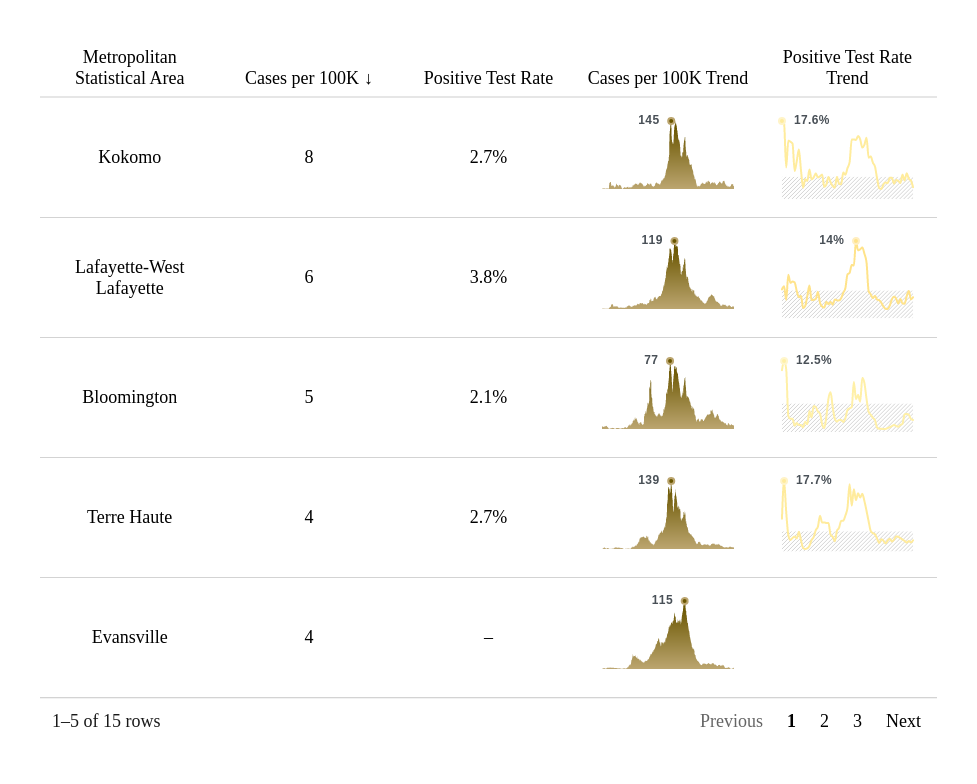 Metropolitan
Statistical Area
Cases per 100K ↓
Positive Test Rate
Cases per 100K Trend
Positive Test Rate
Trend
Kokomo 8 2.7% 145 17.6%
Lafayette-West
Lafayette
6 3.8% 119 14%
Bloomington 5 2.1% 77 12.5%
Terre Haute 4 2.7% 139 17.7%
Evansville 4 – 115
1–5 of 15 rows Previous 1 2 3 Next